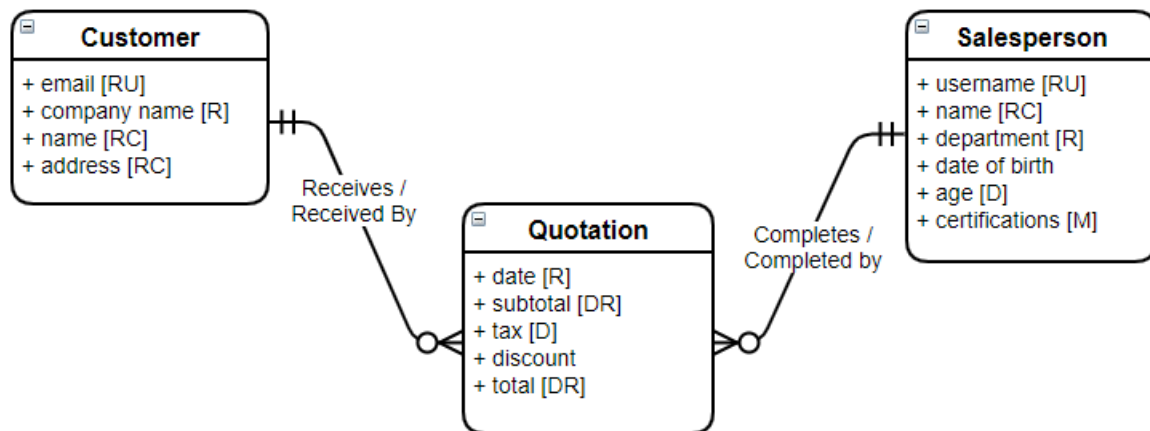 Customer
+ email [RU]
+ company name [R]
+ name [RC]
+ address [RC]
Salesperson
+ username [RU]
+ name [RC]
+ department [R]
+ date of birth
+ age [D]
+ certifications [M]
Receives /
Received By
Completes /
Completed by
Quotation
+ date [R]
+ subtotal [DR]
+ tax [D]
+ discount
+ total [DR]